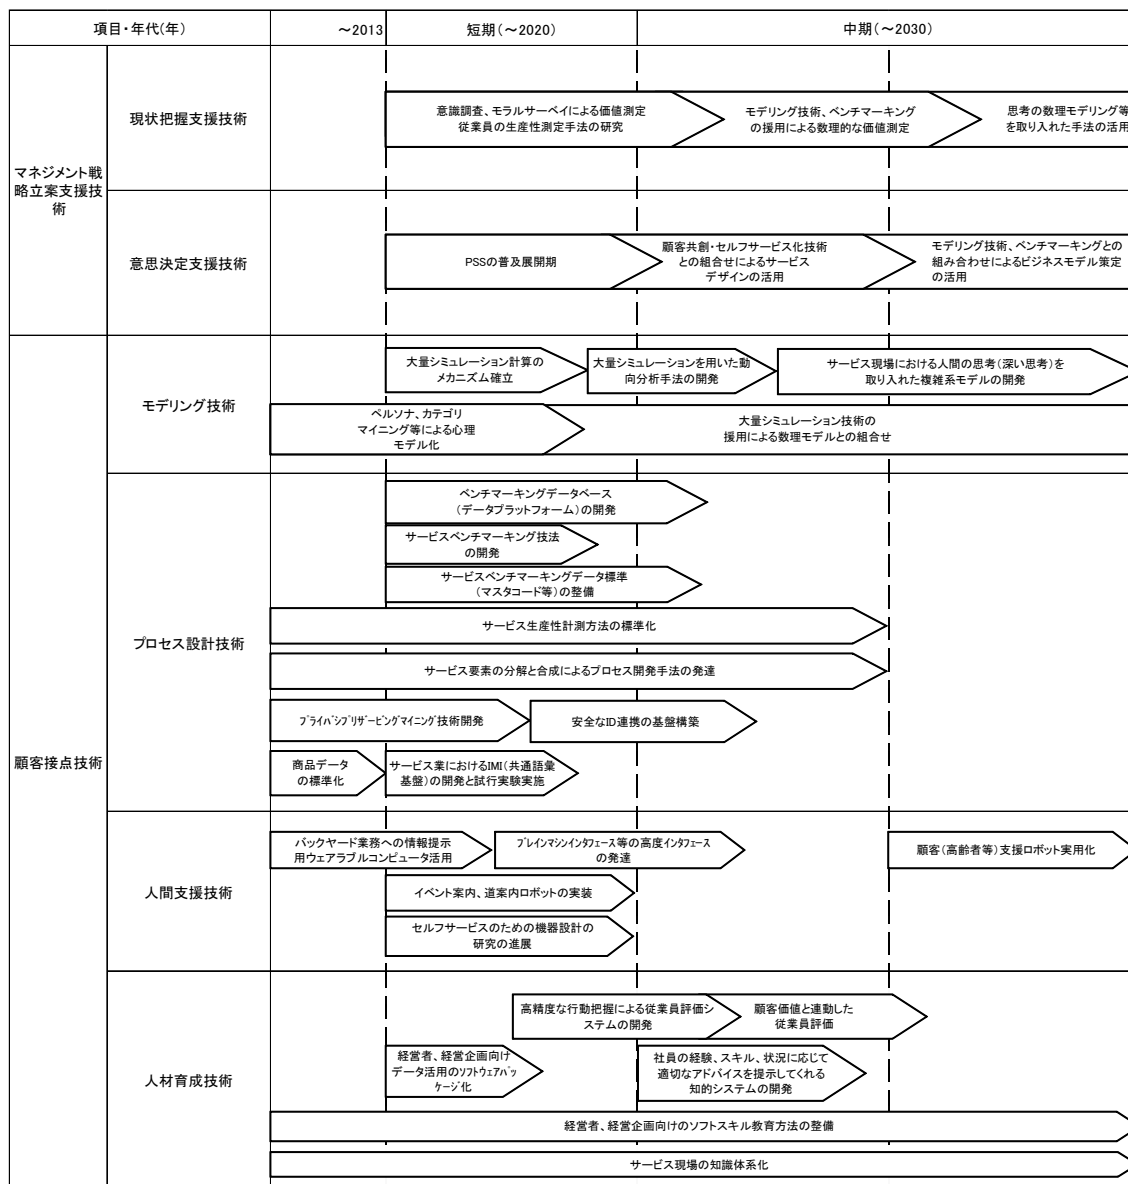 項目・年代(年)
～2013
短期(～2020)
中期(～2030)
マネジメント戦
略立案支援技
術
現状把握支援技術
意識調査、モラルサーベイによる価値測定
従業員の生産性測定手法の研究
モデリング技術、ベンチマーキング
の援用による数理的な価値測定
思考の数理モデリング等
を取り入れた手法の活用
意思決定支援技術
PSSの普及展開期
顧客共創・セルフサービス化技術
との組合せによるサービス
デザインの活用
モデリング技術、ベンチマーキングとの
組み合わせによるビジネスモデル策定
の活用
顧客接点技術
モデリング技術
大量シミュレーション計算の
メカニズム確立
大量シミュレーションを用いた動
向分析手法の開発
サービス現場における人間の思考(深い思考)を
取り入れた複雑系モデルの開発
ペルソナ、カテゴリ
マイニング等による心理
モデル化
大量シミュレーション技術の
援用による数理モデルとの組合せ
プロセス設計技術
ベンチマーキングデータベース
(データプラットフォーム)の開発
サービスベンチマーキング技法
の開発
サービスベンチマーキングデータ標準
(マスタコード等)の整備
サービス生産性計測方法の標準化
サービス要素の分解と合成によるプロセス開発手法の発達
プライバシプリザービングマイニング技術開発
安全なID連携の基盤構築
商品データ
の標準化
サービス業におけるIMI(共通語彙
基盤)の開発と試行実験実施
人間支援技術
バックヤード業務への情報提示
用ウェアラブルコンピュータ活用
ブレインマシンインタフェース等の高度インタフェース
の発達
顧客(高齢者等)支援ロボット実用化
イベント案内、道案内ロボットの実装
セルフサービスのための機器設計の
研究の進展
人材育成技術
高精度な行動把握による従業員評価シ
ステムの開発
顧客価値と連動した
従業員評価
経営者、経営企画向け
データ活用のソフトウェアパッ
ケージ化
社員の経験、スキル、状況に応じて
適切なアドバイスを提示してくれる
知的システムの開発
経営者、経営企画向けのソフトスキル教育方法の整備
サービス現場の知識体系化